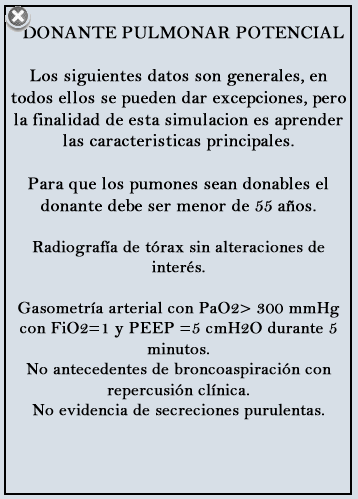 DONANTE PULMONAR POTENCIAL
Los siguientes datos son generales, en
todos ellos se pueden dar excepciones, pero
la finalidad de esta simulacion es aprender
las caracteristicas principales.
Para que los pumones sean donables el
donante debe ser menor de 55 años.
Radiografía de tórax sin alteraciones de
interés.
Gasometría arterial con PaO2> 300 mmHg
con FiO2=1 y PEEP =5 cmH2O durante 5
minutos.
No antecedentes de broncoaspiración con
repercusión clínica.
No evidencia de secreciones purulentas.